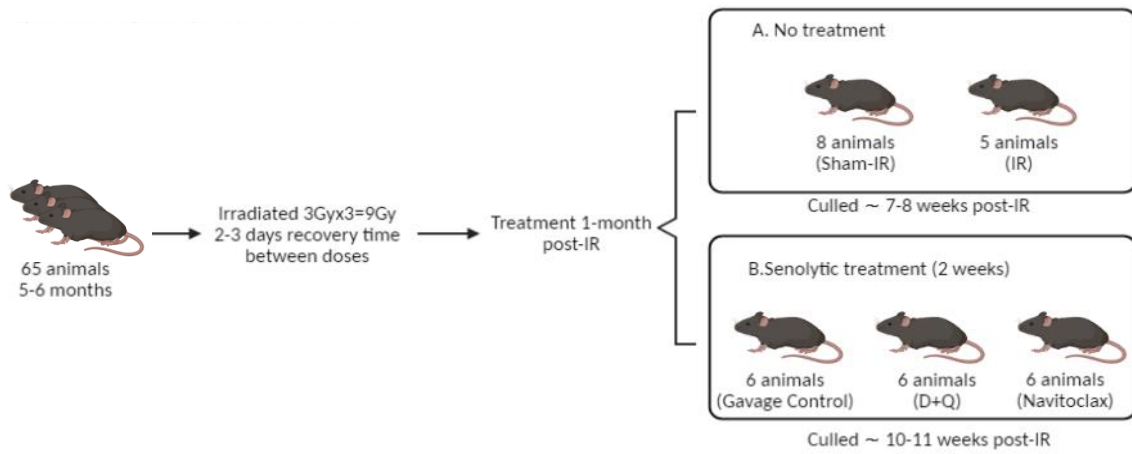 65 animals
5-6 months
Irradiated 3Gyx3=9Gy
2-3 days recovery time
between doses
Treatment 1-month
post-IR
A. No treatment
8 animals
(Sham-IR)
5 animals
(IR)
Culled ~ 7-8 weeks post-IR
B.Senolytic treatment (2 weeks)
6 animals
(Gavage Control)
6 animals
(D+Q)
6 animals
(Navitoclax)
Culled ~ 10-11 weeks post-IR